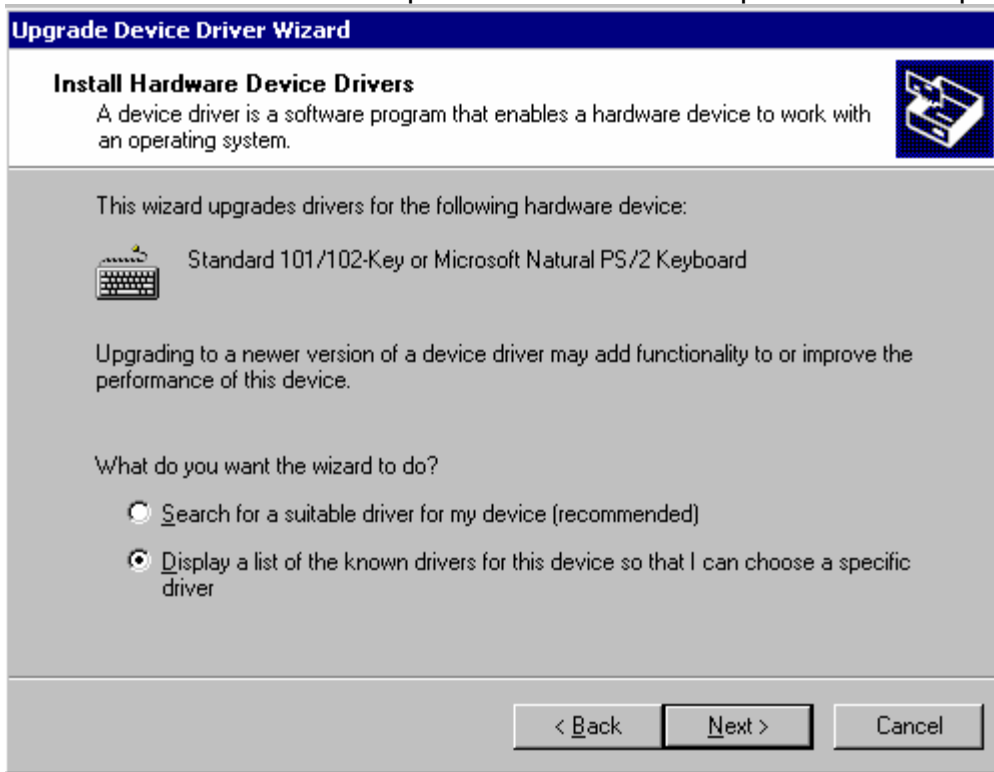 Upgrade Device Driver Wizard
Install Hardware Device Drivers
A device driver is a software program that enables a hardware device to work with
an operating system.
This wizard upgrades drivers for the following hardware device:
Standard 101/102-Key or Microsoft Natural PS/2 Keyboard
Upgrading to a newer version of a device driver may add functionality to or improve the
performance of this device.
What do you want the wizard to do?
Search for a suitable driver for my device (recommended)
Display a list of the known drivers for this device so that I can choose a specific
driver
< Back Next > Cancel